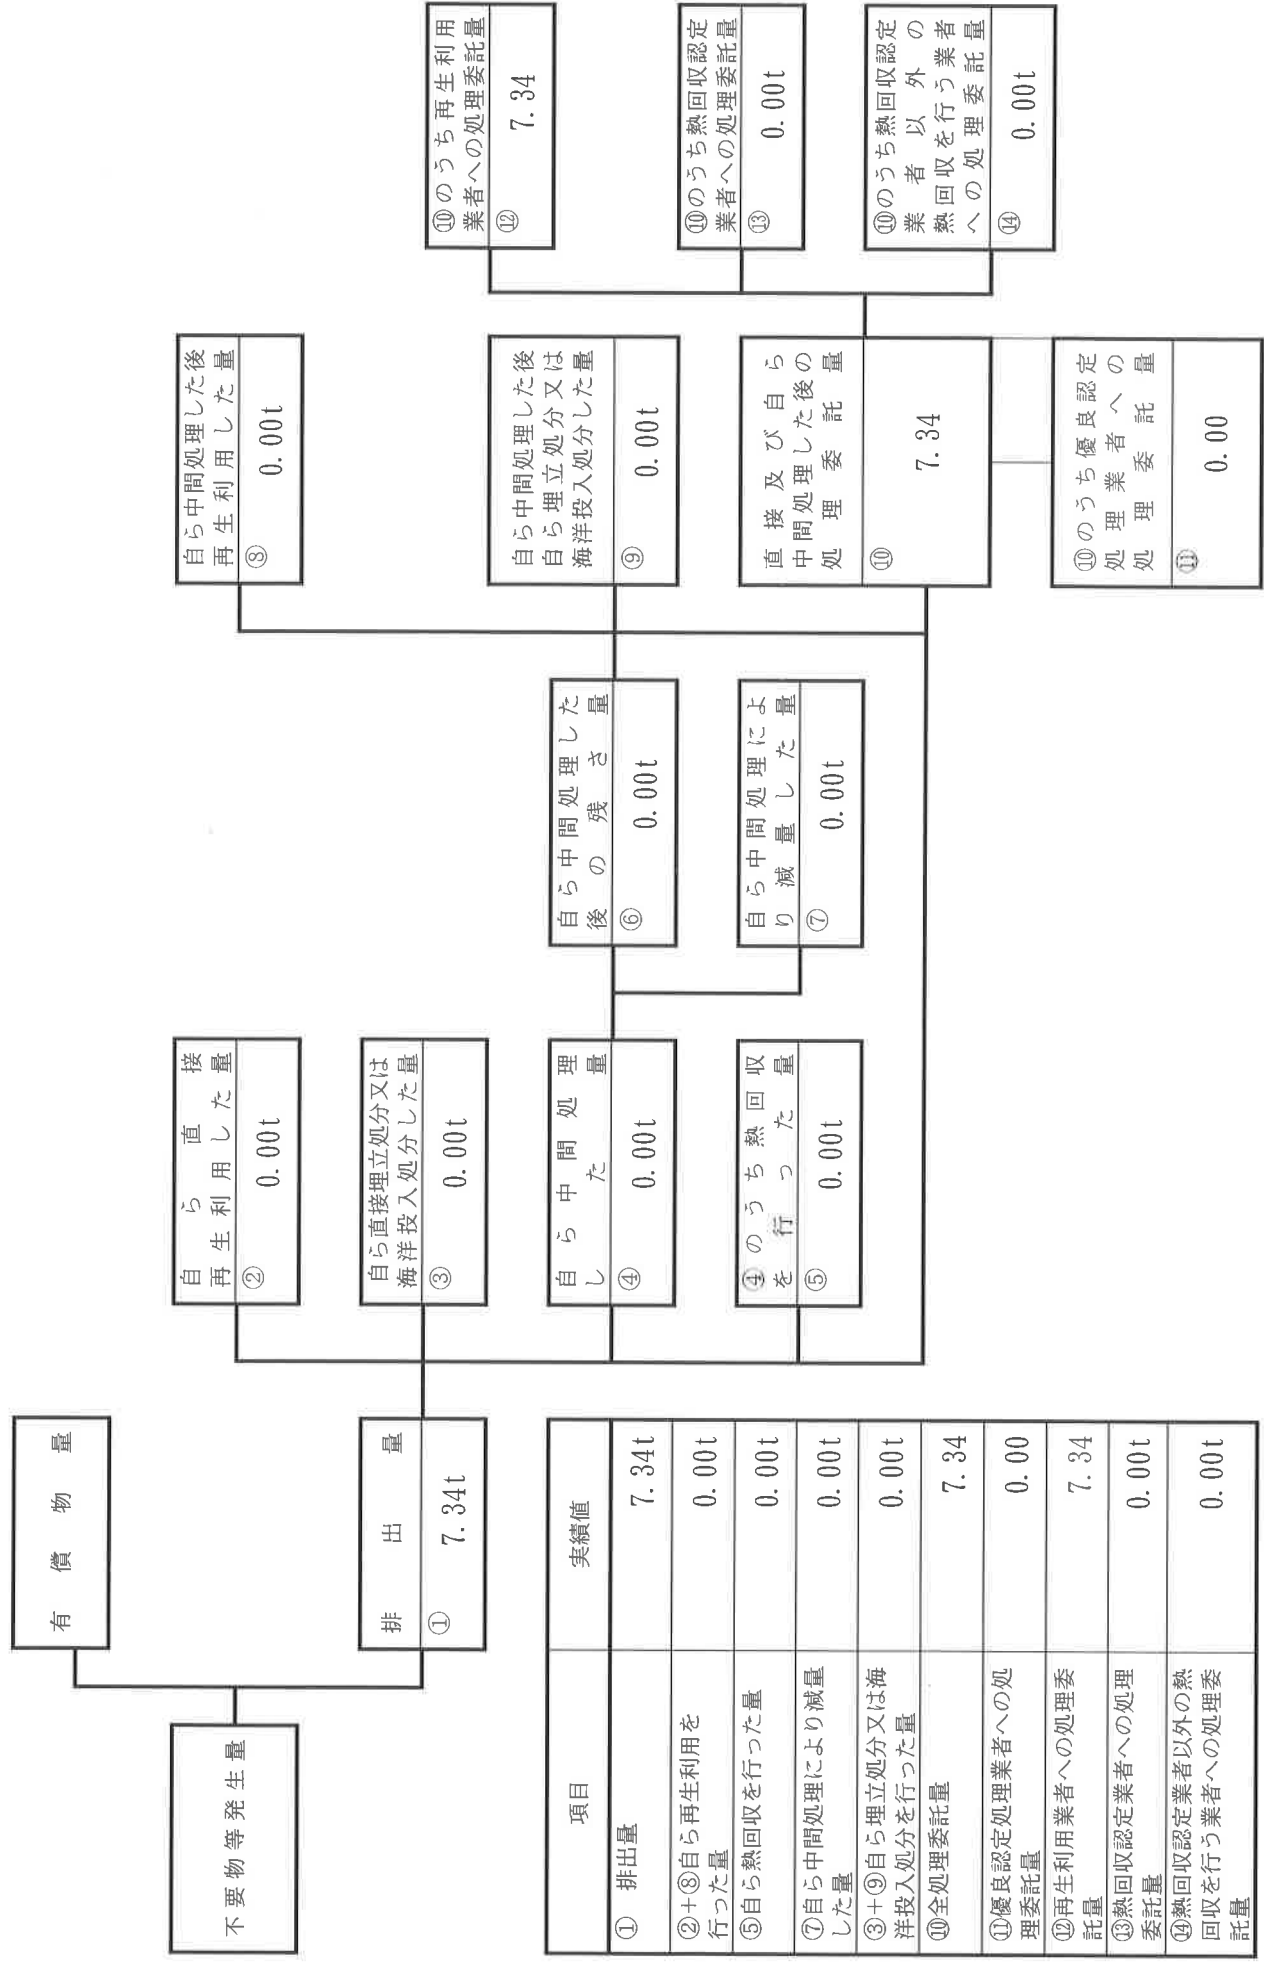 有償物量
不要物等発生量
排出量
① 7.34t
自ら直接
再生利用した量
② 0.00t
自ら直接埋立処分又は
海洋投入処分した量
③ 0.00t
自ら中間処理
した量
④ 0.00t
④のうち熱回収
を行った量
⑤ 0.00t
自ら中間処理した
後の残さ量
⑥ 0.00t
自ら中間処理によ
り減量した量
⑦ 0.00t
自ら中間処理した後
再生利用した量
⑧ 0.00t
自ら中間処理した後
自ら埋立処分又は
海洋投入処分した量
⑨ 0.00t
直接及び自ら
中間処理した後の
処理委託量
⑩ 7.34
⑩のうち優良認定
処理業者への
処理委託量
⑪ 0.00
⑩のうち再生利用
業者への処理委託量
⑫ 7.34
⑩のうち熱回収認定
業者への処理委託量
⑬ 0.00t
⑩のうち熱回収認定
業者以外の
熱回収を行う業者
への処理委託量
⑭ 0.00t
項目 実績値
① 排出量 7.34t
②+⑧自ら再生利用を
行った量 0.00t
⑤自ら熱回収を行った量 0.00t
⑦自ら中間処理により減量
した量 0.00t
③+⑨自ら埋立処分又は海
洋投入処分を行った量 0.00t
⑩全処理委託量 7.34
⑪優良認定処理業者への処
理委託量 0.00
⑫再生利用業者への処理委
託量 7.34
⑬熱回収認定業者への処理
委託量 0.00t
⑭熱回収認定業者以外の熱
回収を行う業者への処理委
託量 0.00t